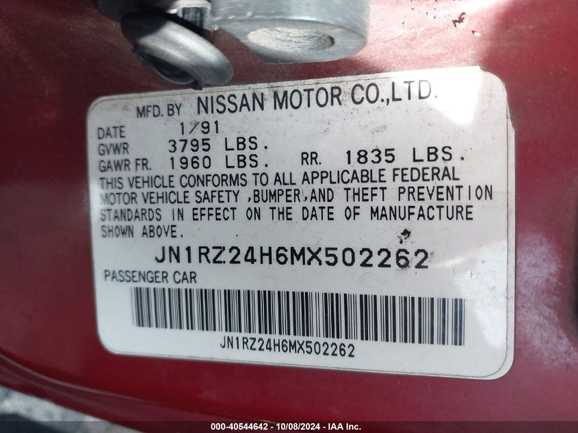 MFD. BY NISSAN MOTOR CO.,LTD.
DATE 1/91
GVWR 3795 LBS.
GAWR FR. 1960 LBS. RR. 1835 LBS.
THIS VEHICLE CONFORMS TO ALL APPLICABLE FEDERAL
MOTOR VEHICLE SAFETY ,BUMPER,AND THEFT PREVENTION
STANDARDS IN EFFECT ON THE DATE OF MANUFACTURE
SHOWN ABOVE.
JN1RZ24H6MX502262
PASSENGER CAR
JN1RZ24H6MX502262
000-40544642 - 10/08/2024 - IAA Inc.